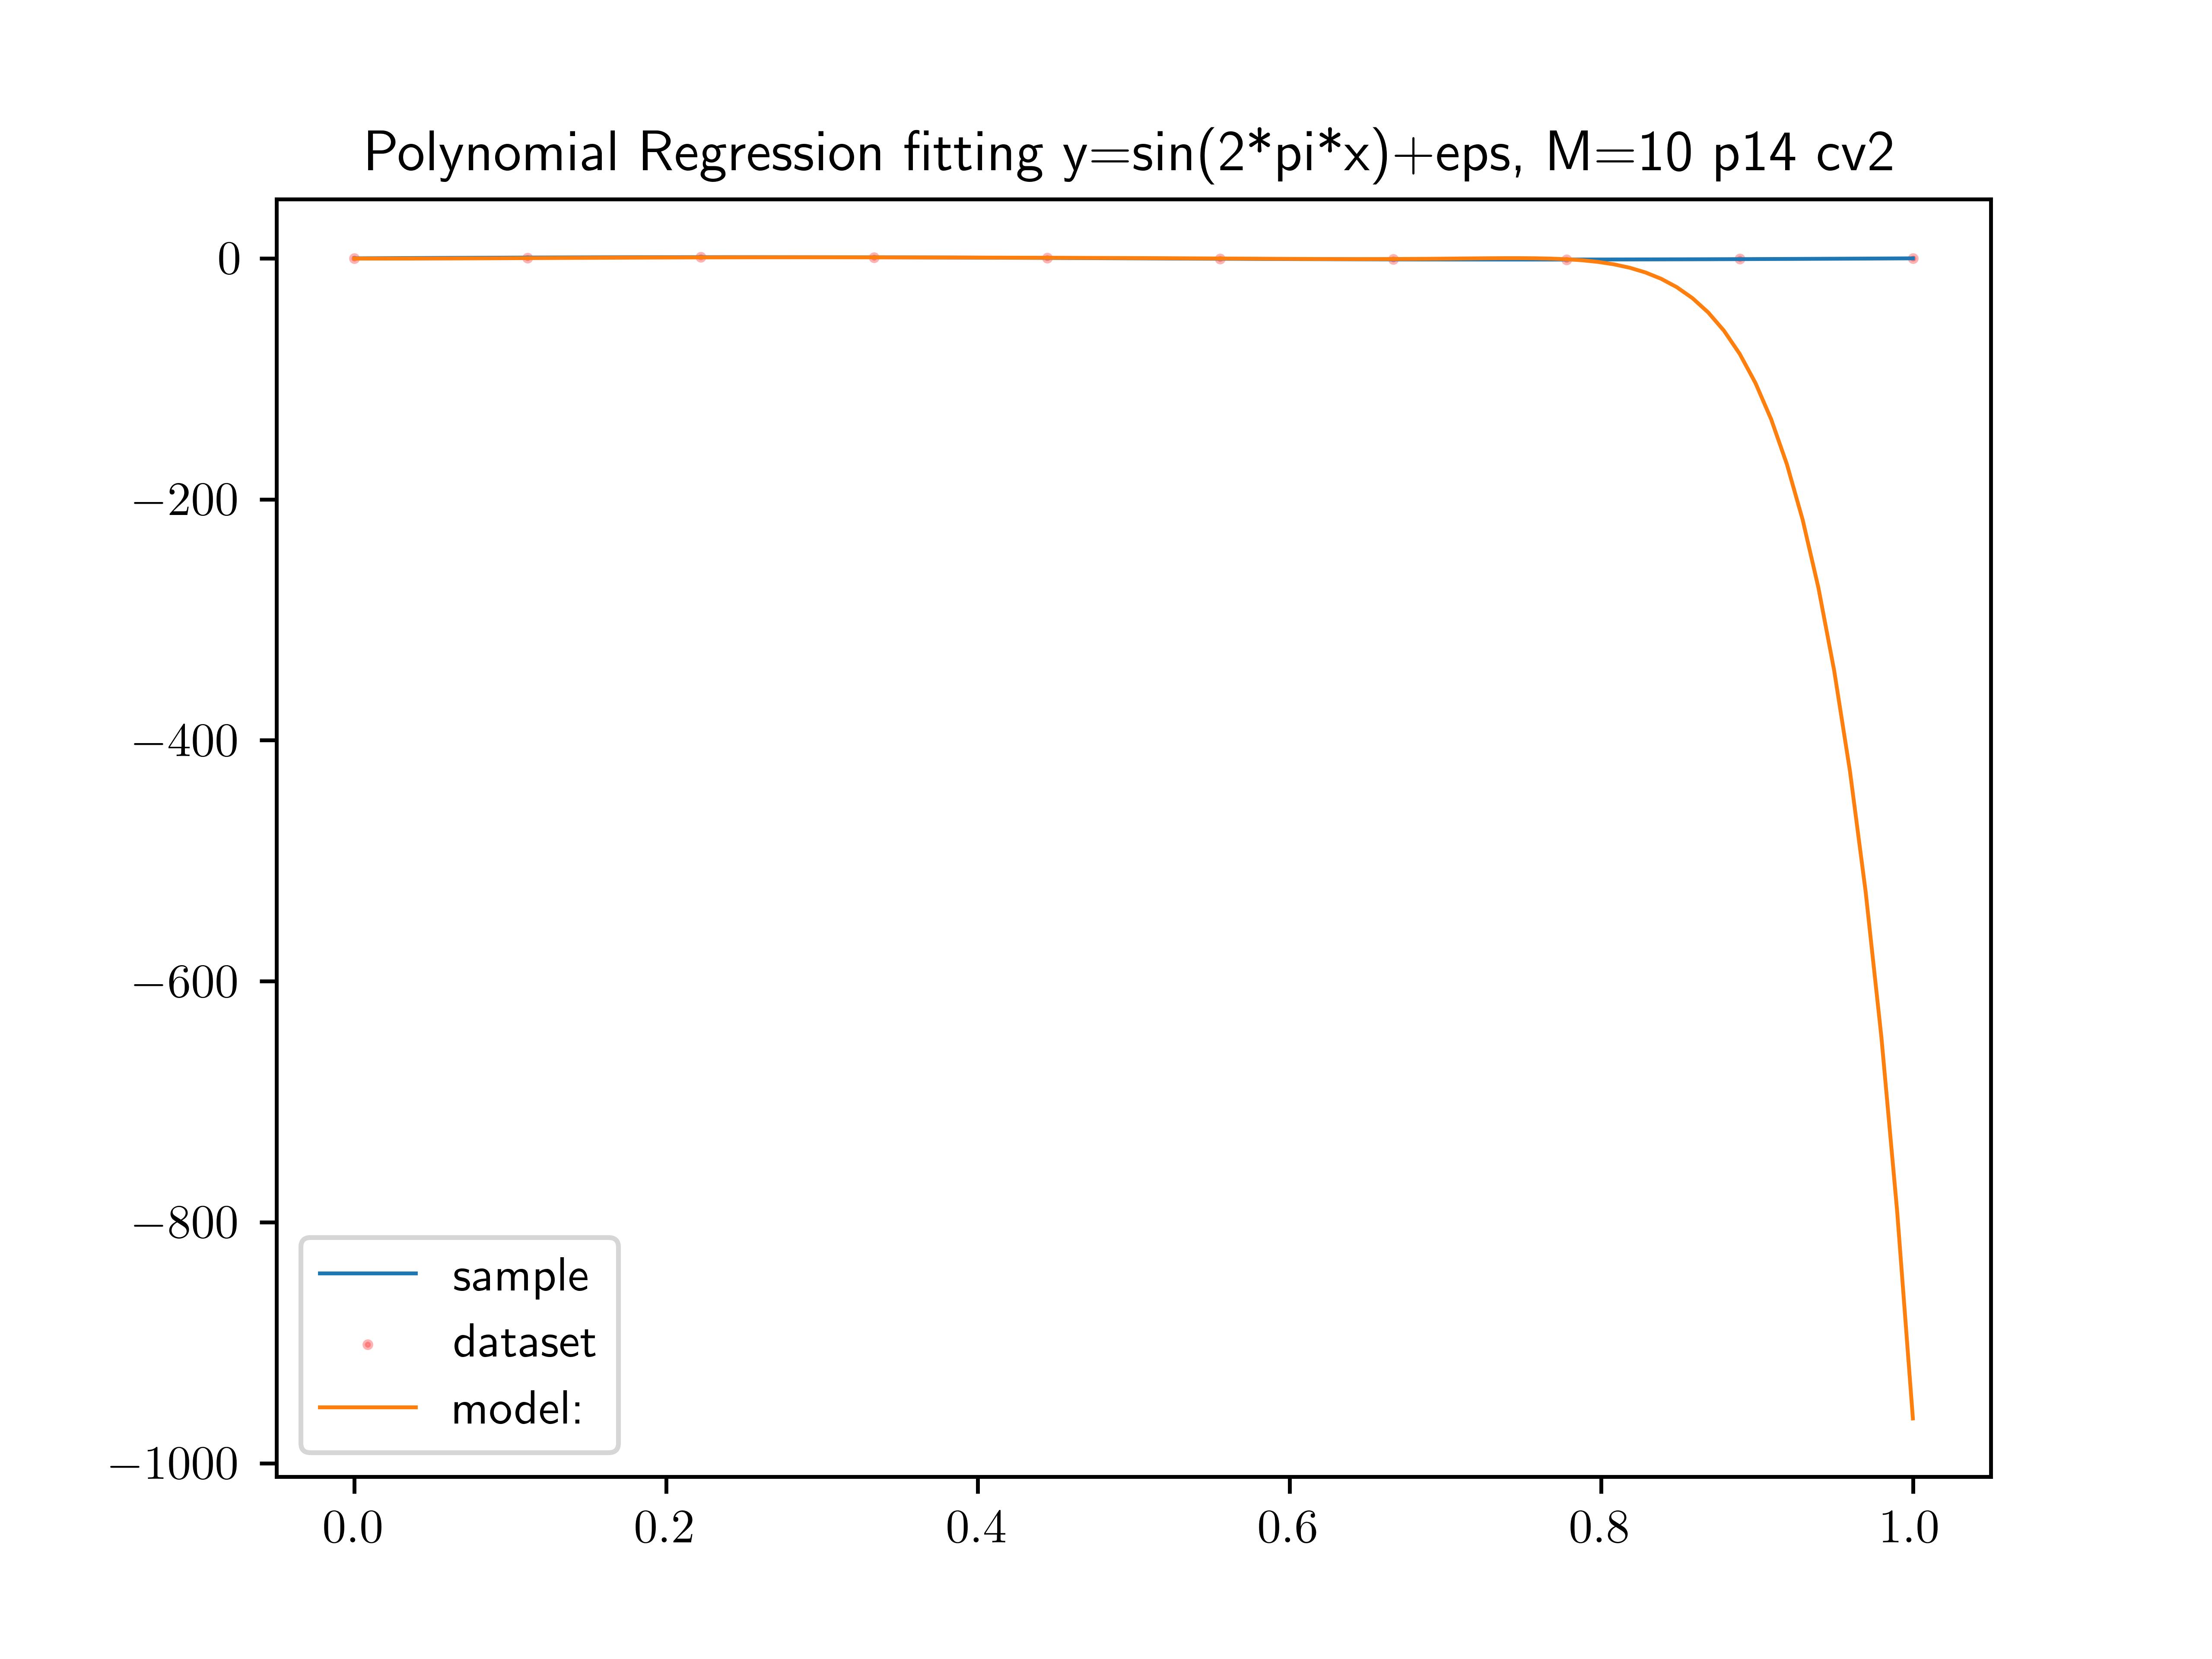 Polynomial Regression fitting y=sin(2*pi*x)+eps, M=10 p14 cv2
0
−200
−400
−600
−800
−1000
sample
dataset
model:
0.0 0.2 0.4 0.6 0.8 1.0